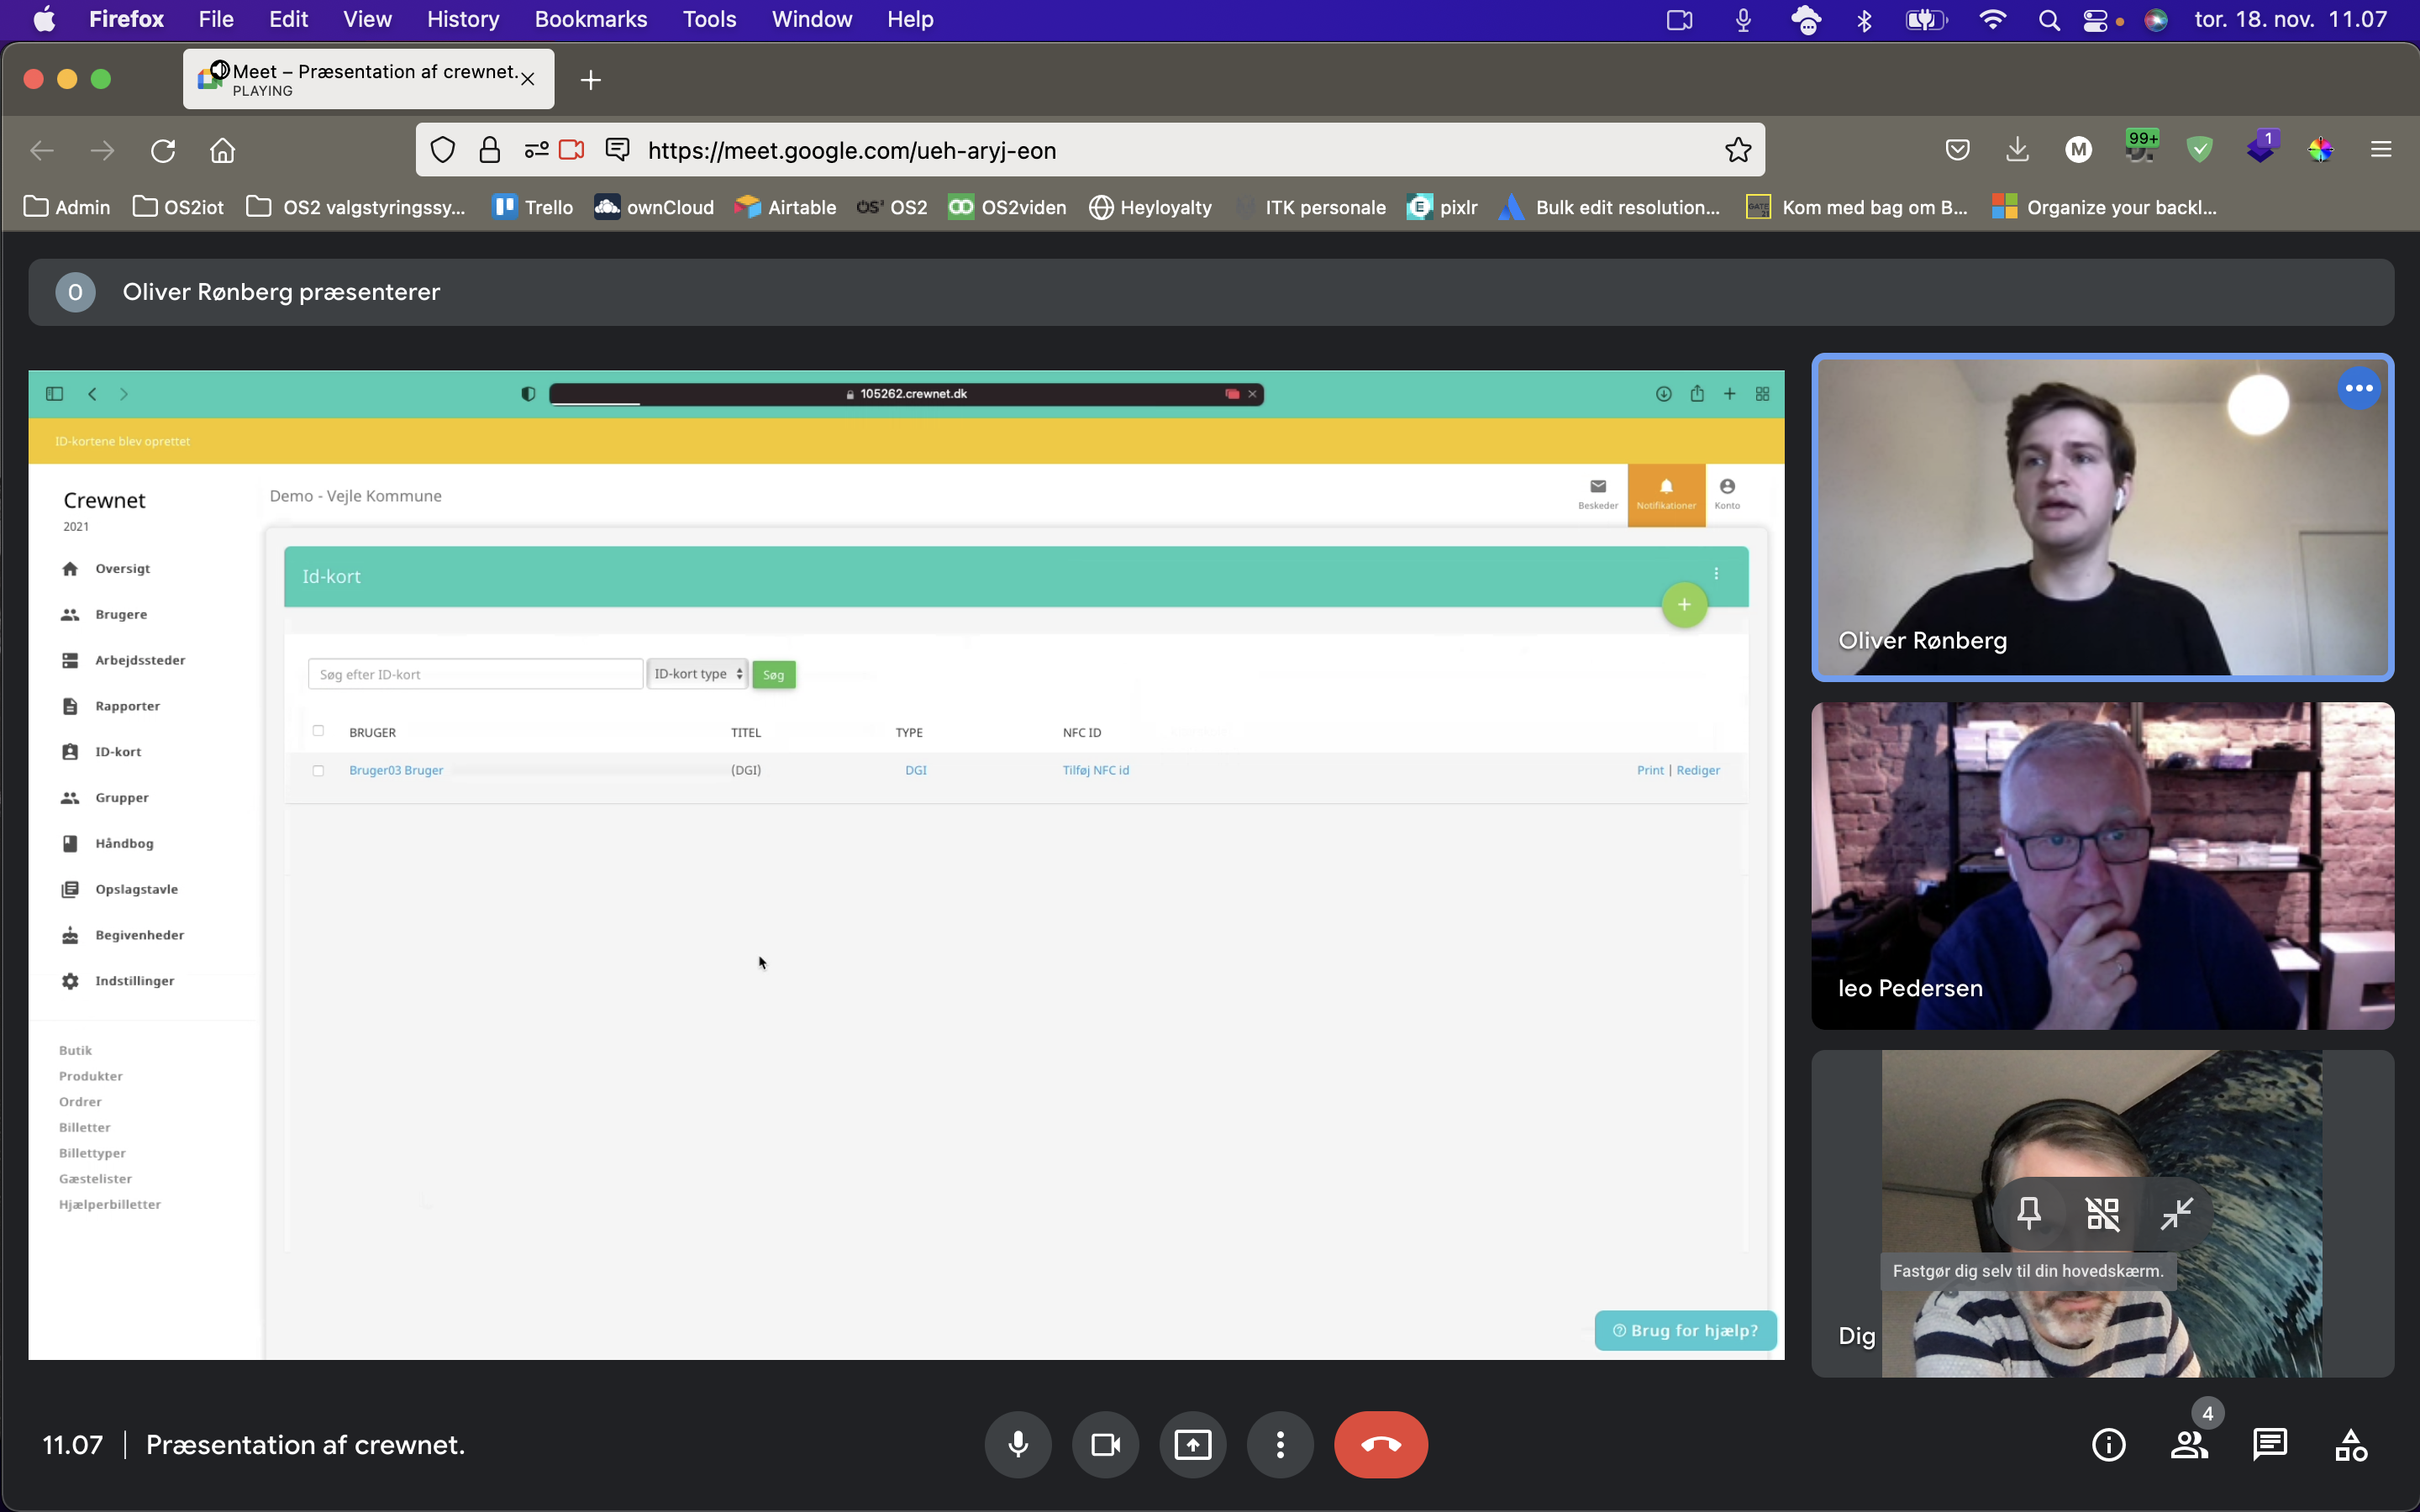 Firefox File Edit View History Bookmarks Tools Window Help
tor. 18. nov. 11.07
Meet – Præsentation af crewnet.
PLAYING
https://meet.google.com/ueh-aryj-eon
M
99+
1
Admin OS2iot OS2 valgstyringssy... Trello ownCloud Airtable OS² OS2 OS2viden Heyloyalty ITK personale E pixlr Bulk edit resolution... Kom med bag om B... Organize your backl...
O Oliver Rønberg præsenterer
105262.crewnet.dk
ID-kortene blev oprettet
Crewnet
2021
Demo - Vejle Kommune
Beskeder
Notifikationer
Konto
Oversigt
Brugere
Arbejdssteder
Rapporter
ID-kort
Grupper
Håndbog
Opslagstavle
Begivenheder
Indstillinger
Butik
Produkter
Ordrer
Billetter
Billettyper
Gæstelister
Hjælperbilletter
Id-kort
Søg efter ID-kort
ID-kort type
Søg
BRUGER TITEL TYPE NFC ID
Bruger03 Bruger (DGI) DGI Tilføj NFC id Print | Rediger
Brug for hjælp?
Oliver Rønberg
leo Pedersen
Fastgør dig selv til din hovedskærm.
Dig
11.07 | Præsentation af crewnet.
4